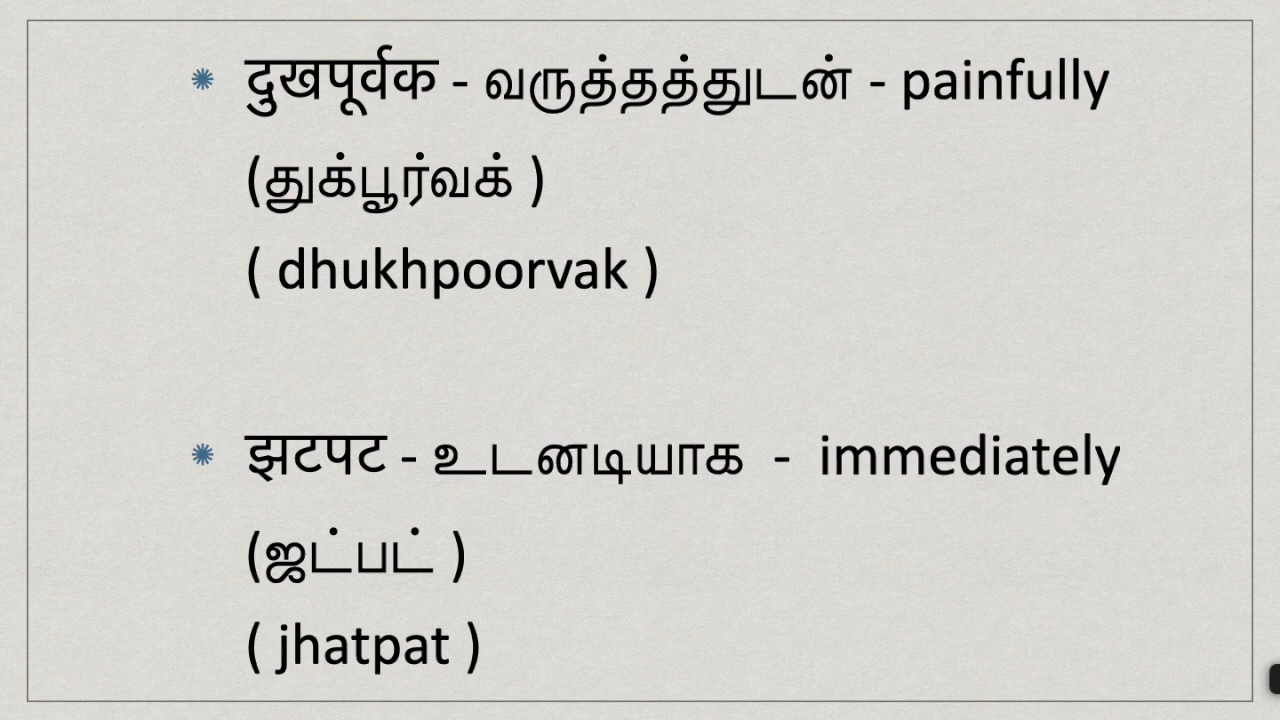 दुखपूर्वक - வருத்தத்துடன் - painfully
(துக்பூர்வக் )
( dhukhpoorvak )
झटपट - உடனடியாக - immediately
(ஜட்பட் )
( jhatpat )